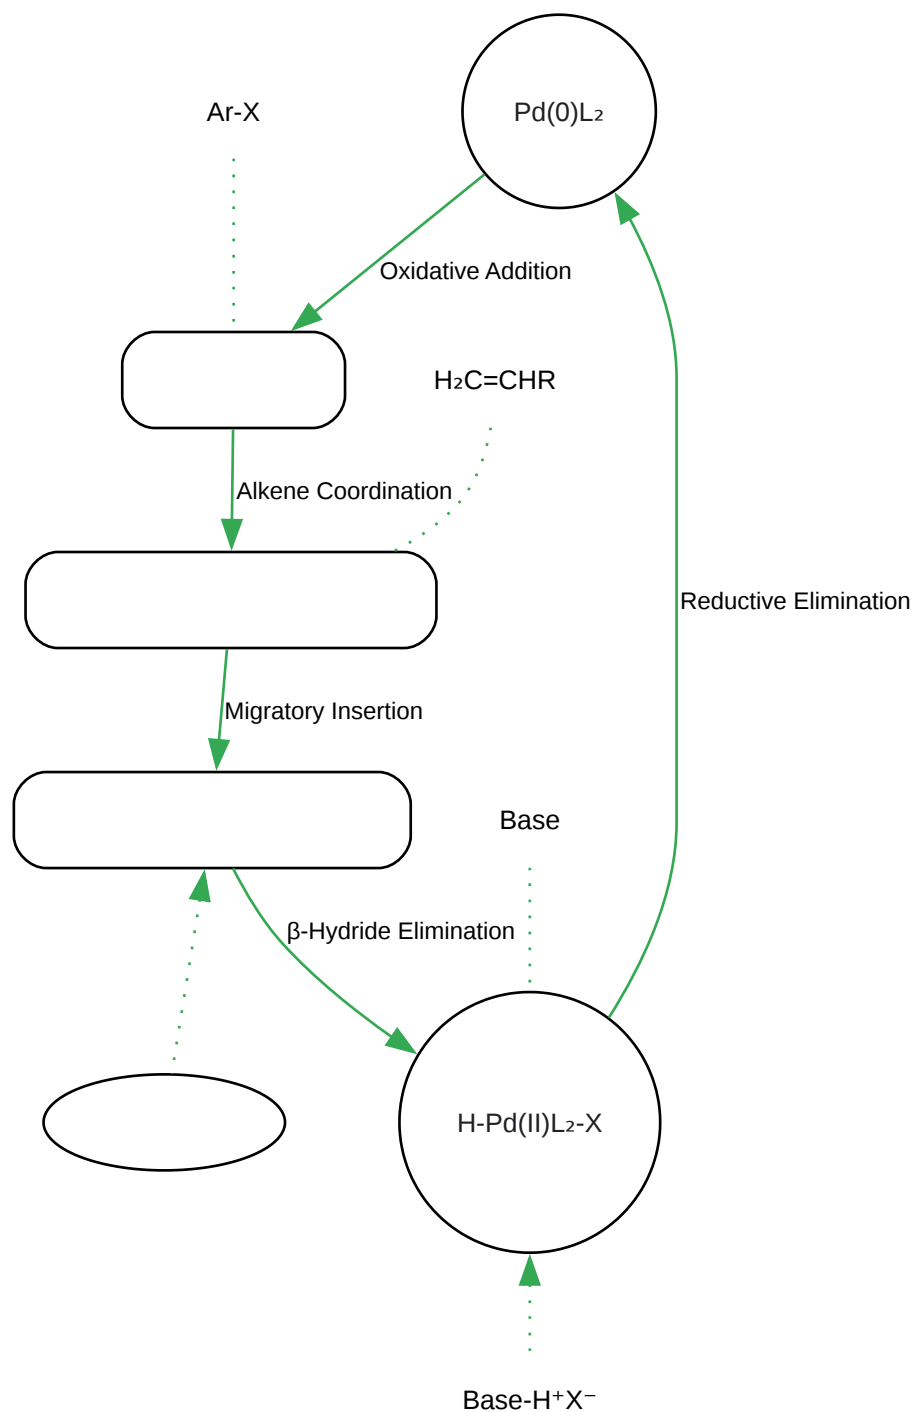 Ar-X
Pd(0)L₂
Oxidative Addition
H₂C=CHR
Alkene Coordination
Reductive Elimination
Migratory Insertion
Base
β-Hydride Elimination
H-Pd(II)L₂-X
Base-H⁺X⁻